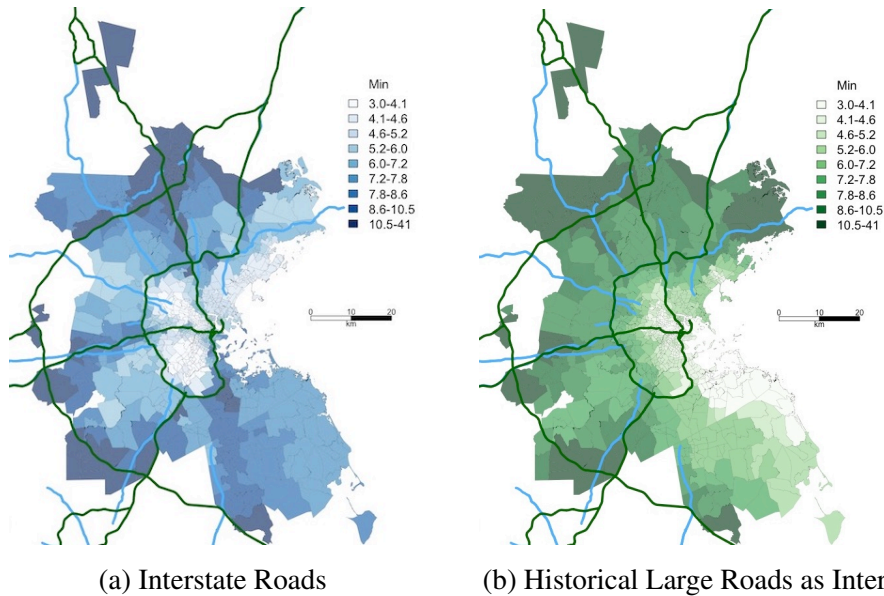 Min
3.0-4.1
4.1-4.6
4.6-5.2
5.2-6.0
6.0-7.2
7.2-7.8
7.8-8.6
8.6-10.5
10.5-41
0 10 20
km
Min
3.0-4.1
4.1-4.6
4.6-5.2
5.2-6.0
6.0-7.2
7.2-7.8
7.8-8.6
8.6-10.5
10.5-41
0 10 20
km
(a) Interstate Roads
(b) Historical Large Roads as Inter